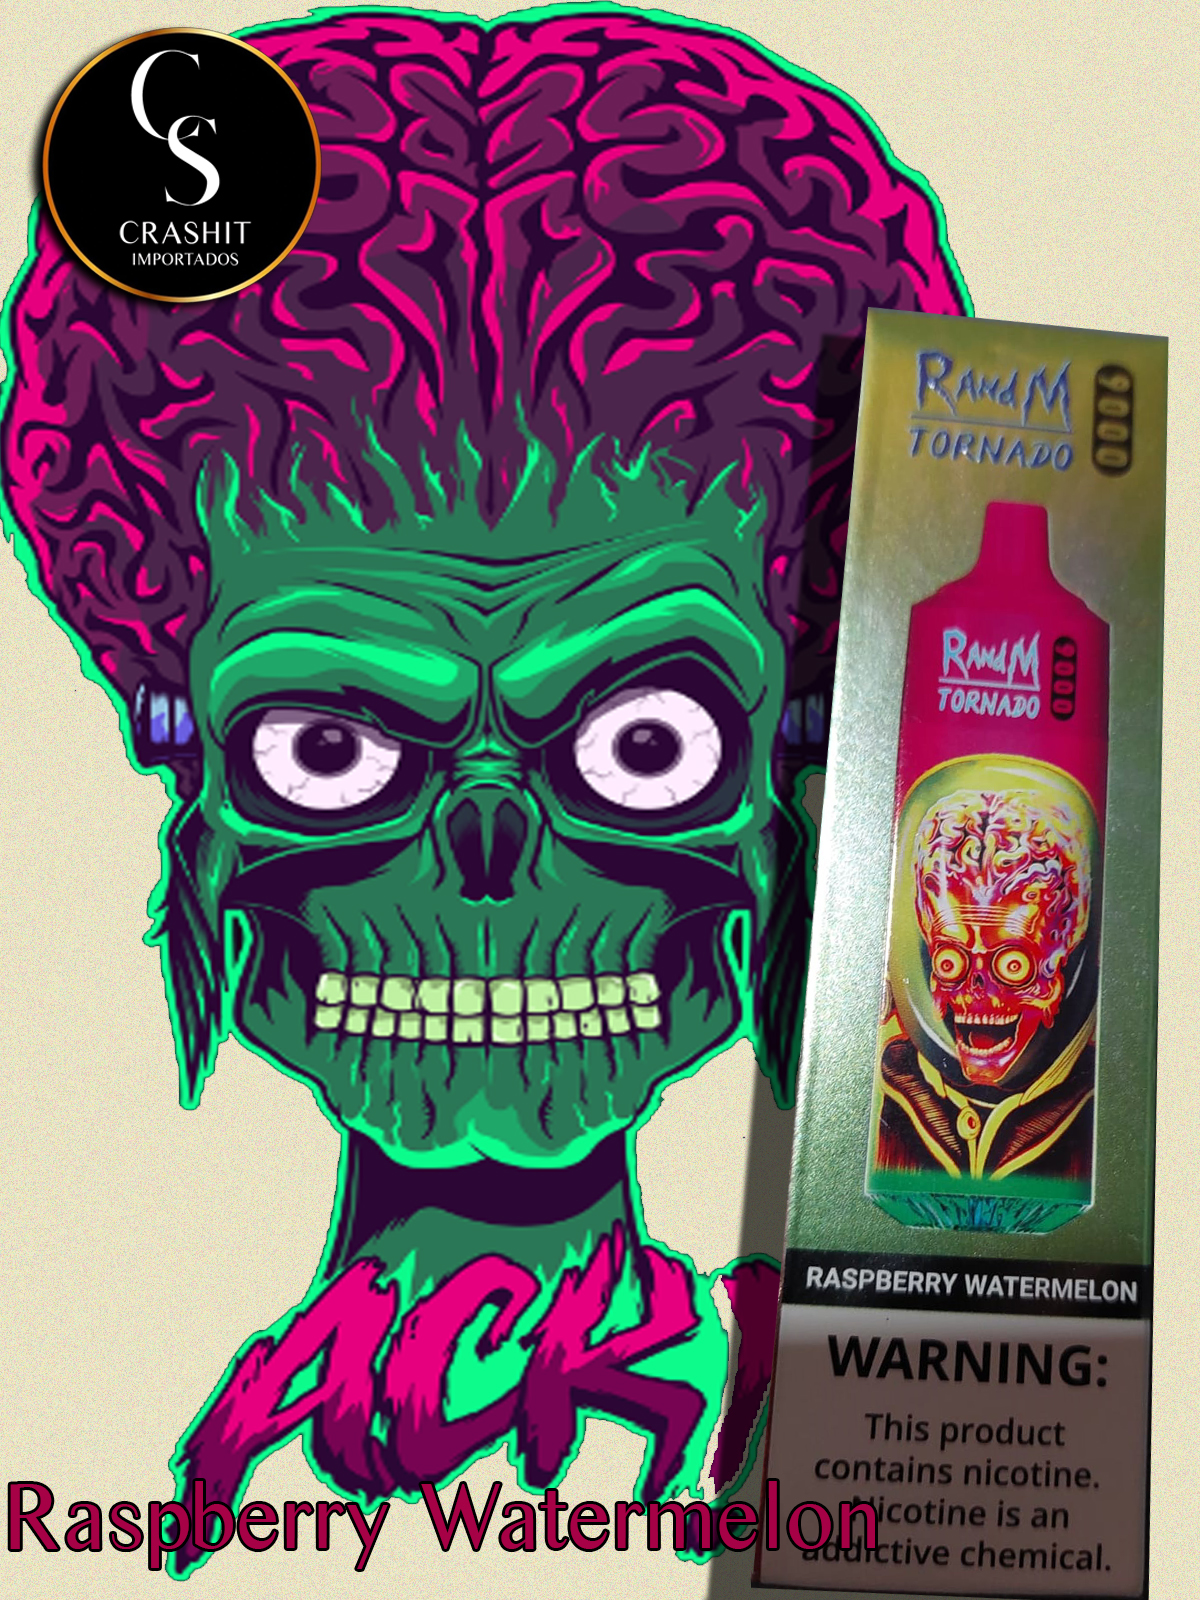 CS
CRASHIT
IMPORTADOS
RANdM
TORNADO
9000
RANdM
TORNADO
9000
RASPBERRY WATERMELON
WARNING:
This product
contains nicotine.
Nicotine is an
addictive chemical.
ACK
Raspberry Watermelon